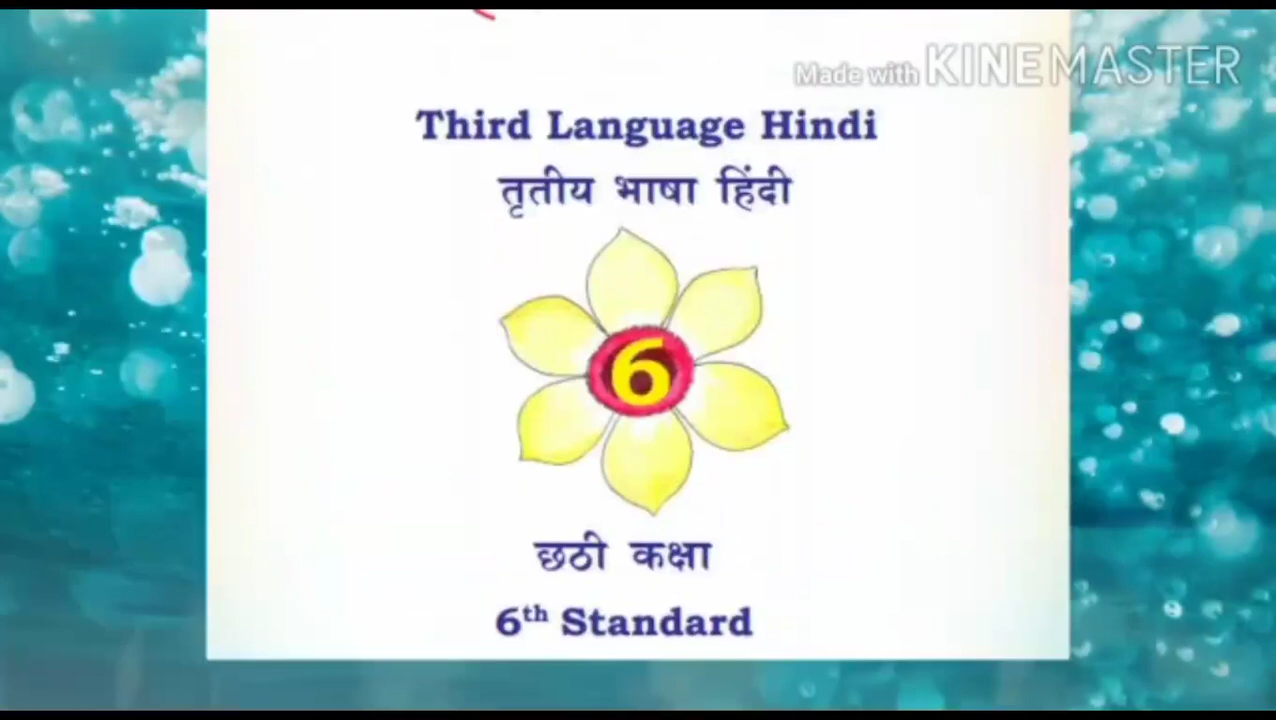 Made with KINEMASTER
Third Language Hindi
तृतीय भाषा हिंदी
6
छठी कक्षा
6th Standard